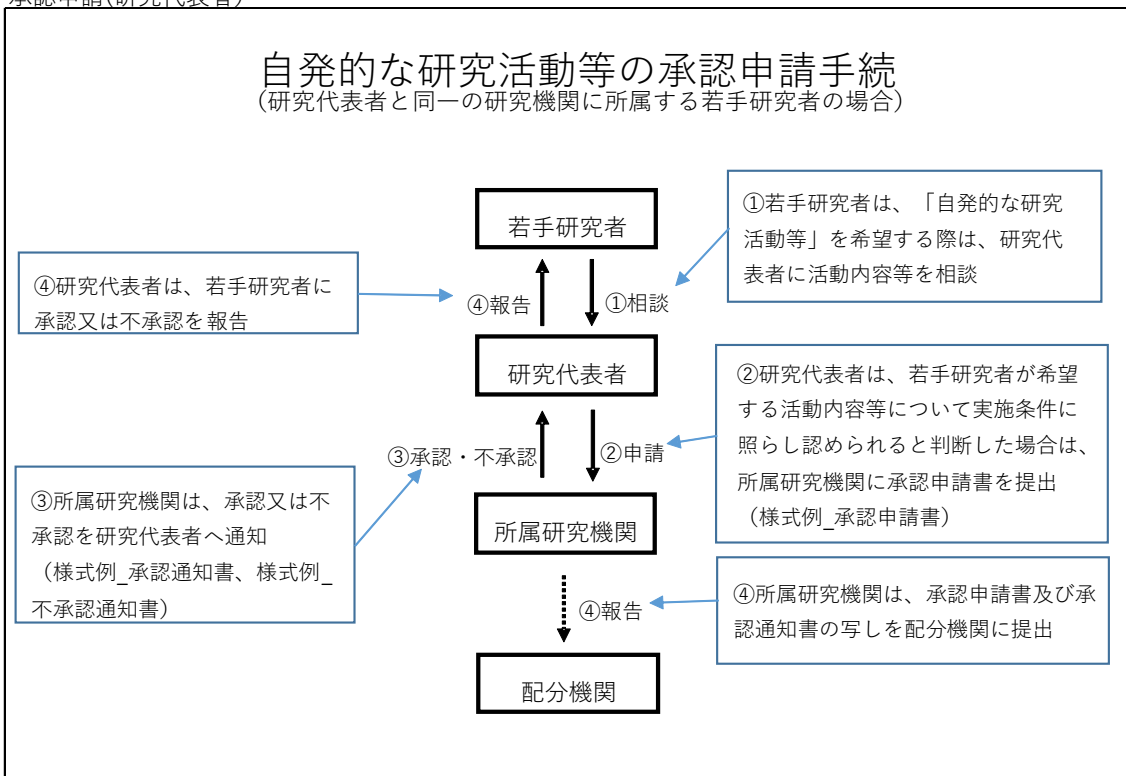 承認申請(研究代表者)
自発的な研究活動等の承認申請手続
(研究代表者と同一の研究機関に所属する若手研究者の場合)
若手研究者
①若手研究者は、「自発的な研究
活動等」を希望する際は、研究代
表者に活動内容等を相談
④研究代表者は、若手研究者に
承認又は不承認を報告
④報告
①相談
研究代表者
②研究代表者は、若手研究者が希望
する活動内容等について実施条件に
照らし認められると判断した場合は、
所属研究機関に承認申請書を提出
（様式例_承認申請書）
③承認・不承認
②申請
③所属研究機関は、承認又は不
承認を研究代表者へ通知
（様式例_承認通知書、様式例_
不承認通知書）
所属研究機関
④報告
④所属研究機関は、承認申請書及び承
認通知書の写しを配分機関に提出
配分機関